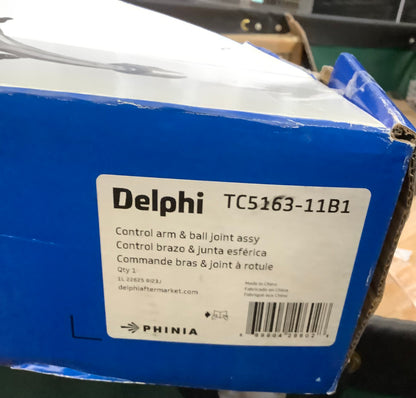 Delphi TC5163-11B1
Control arm & ball joint assy
Control brazo & junta esférica
Commande bras & joint à rotule
Qty 1
delphiaftermarket.com
Made in China
Fabricado en China
Fabriqué aux Chine
PHINIA